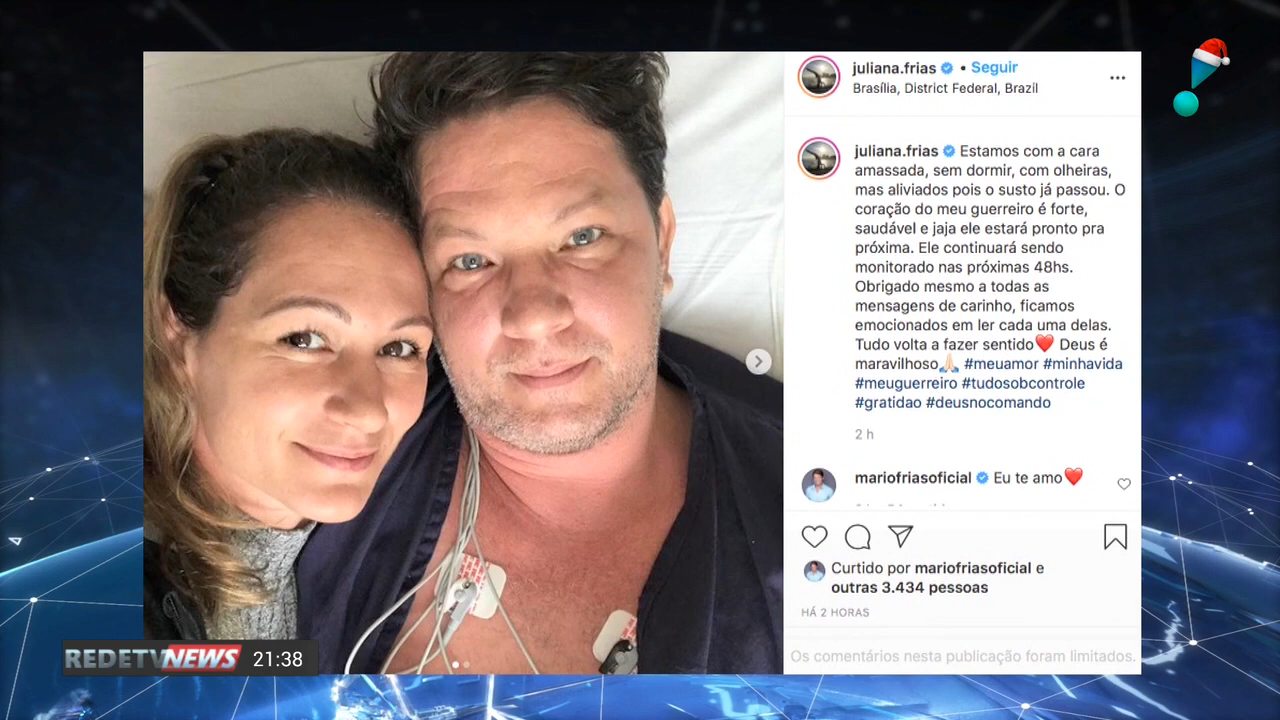 juliana.frias • Seguir
Brasília, District Federal, Brazil
juliana.frias Estamos com a cara
amassada, sem dormir, com olheiras,
mas aliviados pois o susto já passou. O
coração do meu guerreiro é forte,
saudável e jaja ele estará pronto pra
próxima. Ele continuará sendo
monitorado nas próximas 48hs.
Obrigado mesmo a todas as
mensagens de carinho, ficamos
emocionados em ler cada uma delas.
Tudo volta a fazer sentido❤️ Deus é
maravilhoso🙏🏻 #meuamor #minhavida
#meuguerreiro #tudosobcontrole
#gratidao #deusnocomando
2 h
mariofriasoficial Eu te amo❤️
Curtido por mariofriasoficial e
outras 3.434 pessoas
HÁ 2 HORAS
Os comentários nesta publicação foram limitados.
REDETV NEWS 21:38